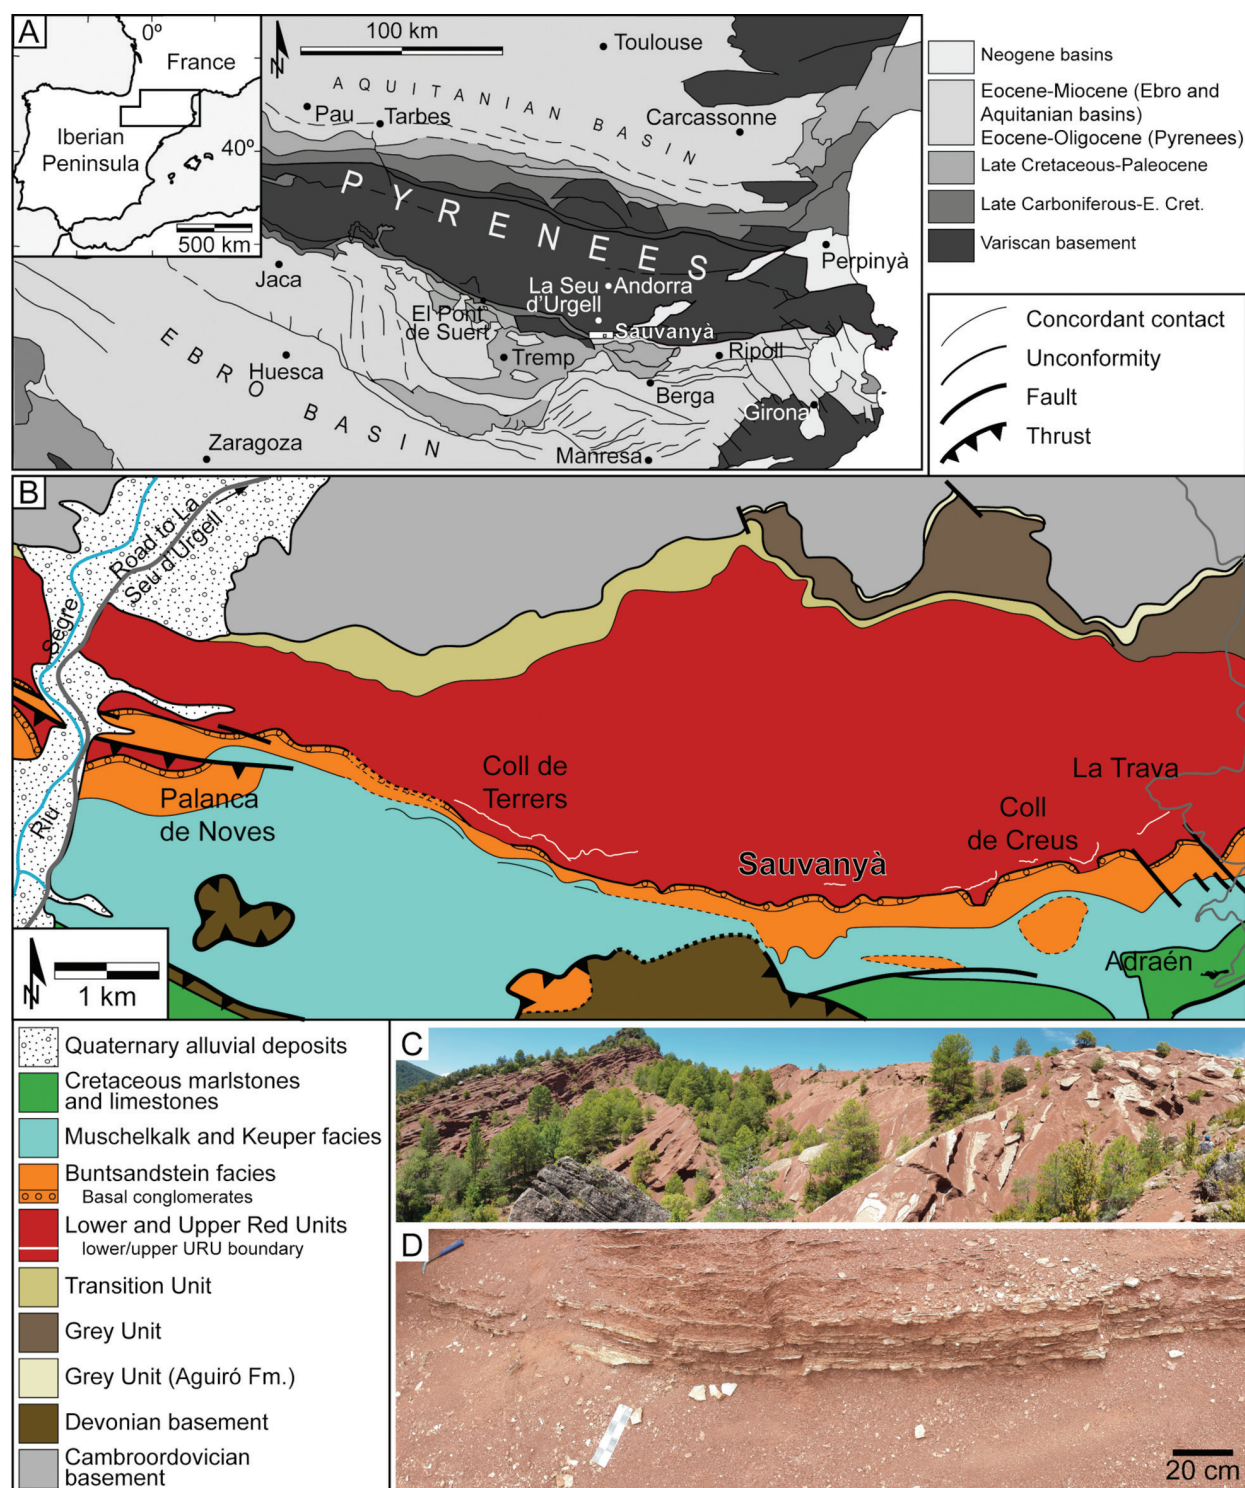 A
0º
France
Iberian
Peninsula
40º
500 km
N
100 km
Toulouse
AQUITANIAN BASIN
Pau
Tarbes
Carcassonne
PYRENEES
Perpinyà
Jaca
La Seu
d'Urgell
Andorra
El Pont
de Suert
Sauvanyà
Tremp
Ripoll
Huesca
Berga
Girona
EBRO BASIN
Zaragoza
Manresa
Neogene basins
Eocene-Miocene (Ebro and
Aquitanian basins)
Eocene-Oligocene (Pyrenees)
Late Cretaceous-Paleocene
Late Carboniferous-E. Cret.
Variscan basement
Concordant contact
Unconformity
Fault
Thrust
B
Road to La
Seu d'Urgell
Riu
Segre
Palanca
de Noves
Coll de
Terrers
Sauvanyà
Coll
de Creus
La Trava
Adraén
N
1 km
Quaternary alluvial deposits
Cretaceous marlstones
and limestones
Muschelkalk and Keuper facies
Buntsandstein facies
Basal conglomerates
Lower and Upper Red Units
lower/upper URU boundary
Transition Unit
Grey Unit
Grey Unit (Aguiró Fm.)
Devonian basement
Cambroordovician
basement
C
D
20 cm